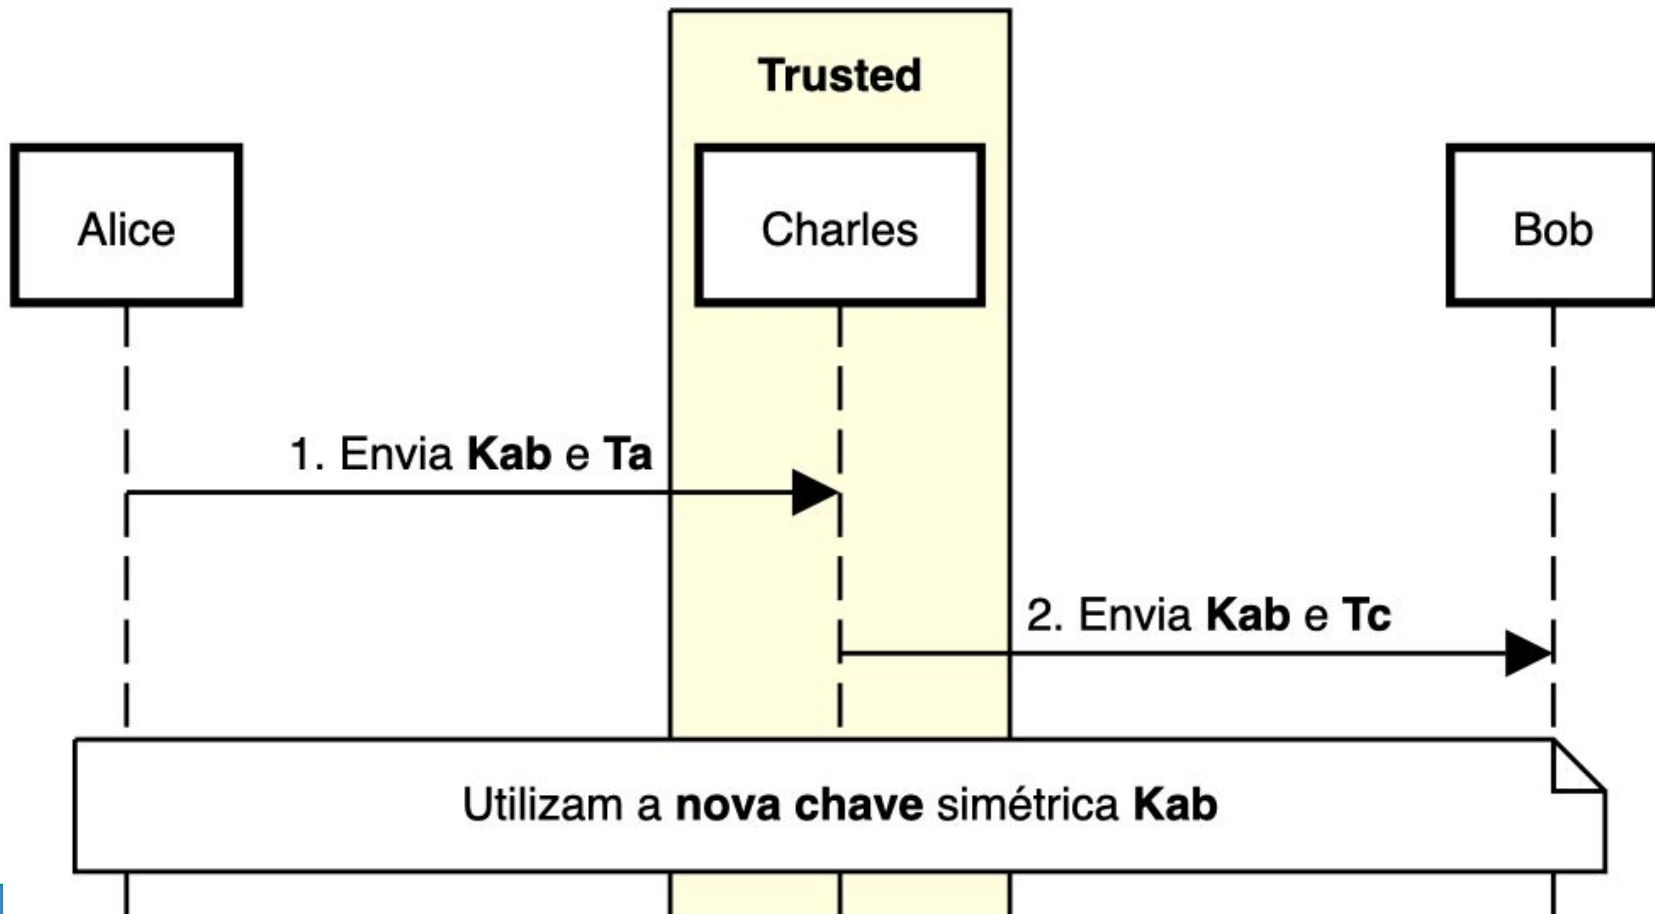 Trusted
Alice
Charles
Bob
1. Envia Kab e Ta
2. Envia Kab e Tc
Utilizam a nova chave simétrica Kab